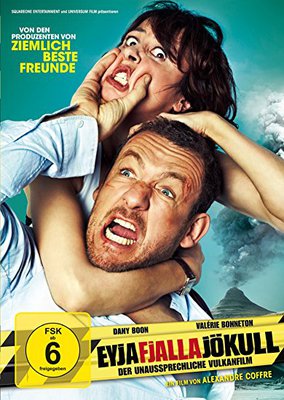 SQUAREONE ENTERTAINMENT und UNIVERSUM FILM präsentieren
VON DEN
PRODUZENTEN VON
ZIEMLICH
BESTE
FREUNDE
DANY BOON
VALÉRIE BONNETON
EYJAFJALLAJÖKULL
DER UNAUSSPRECHLICHE VULKANFILM
EIN FILM VON ALEXANDRE COFFRE
FSK
ab
6
freigegeben